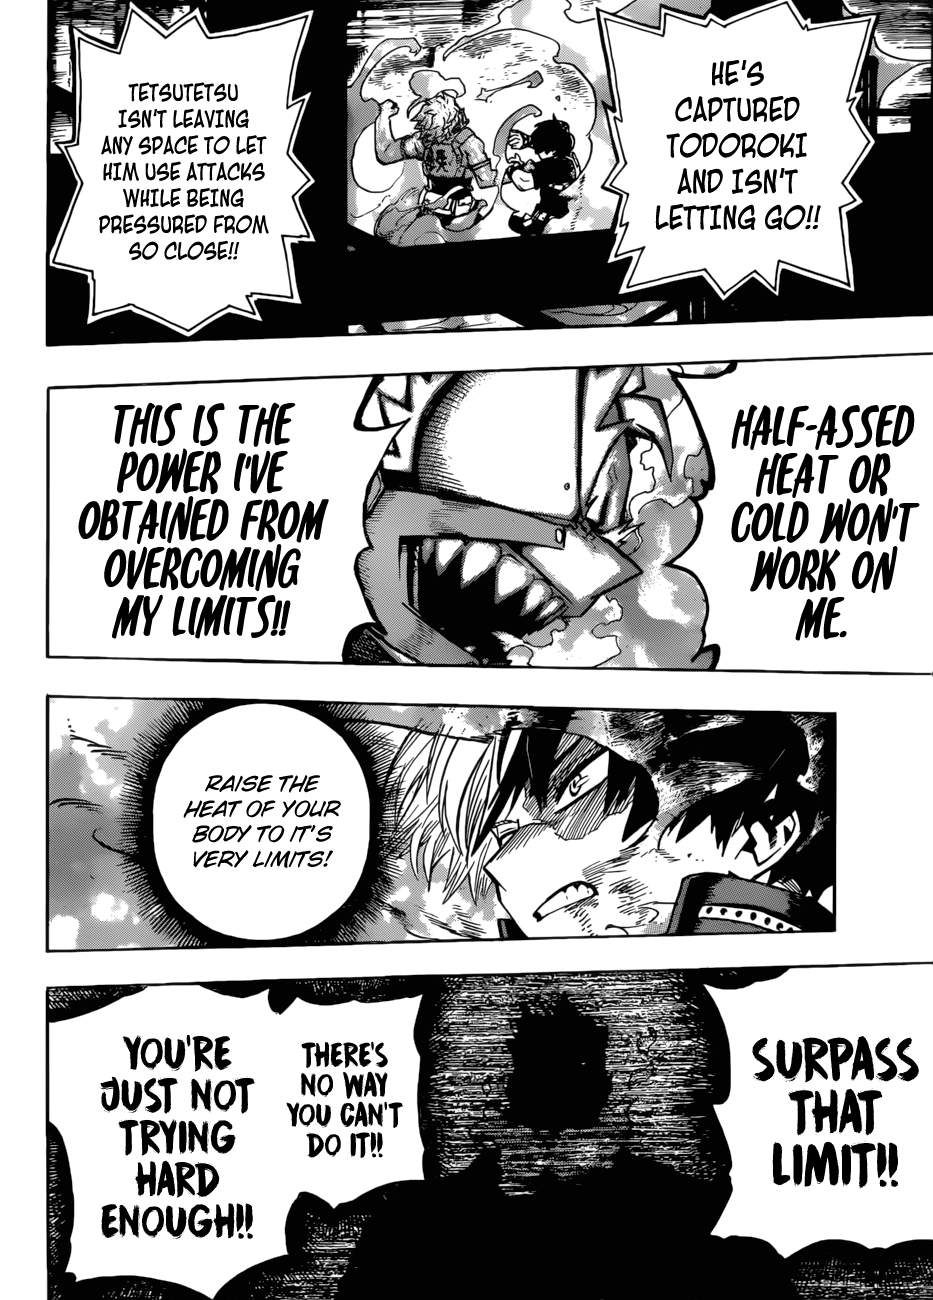 HE'S
CAPTURED
TODOROKI
AND ISN'T
LETTING GO!!
TETSUTETSU
ISN'T LEAVING
ANY SPACE TO LET
HIM USE ATTACKS
WHILE BEING
PRESSURED FROM
SO CLOSE!!
HALF-ASSED
HEAT OR
COLD WON'T
WORK ON
ME.
THIS IS THE
POWER I'VE
OBTAINED FROM
OVERCOMING
MY LIMITS!!
RAISE THE
HEAT OF YOUR
BODY TO IT'S
VERY LIMITS!
SURPASS
THAT
LIMIT!!
THERE'S
NO WAY
YOU CAN'T
DO IT!!
YOU'RE
JUST NOT
TRYING
HARD
ENOUGH!!